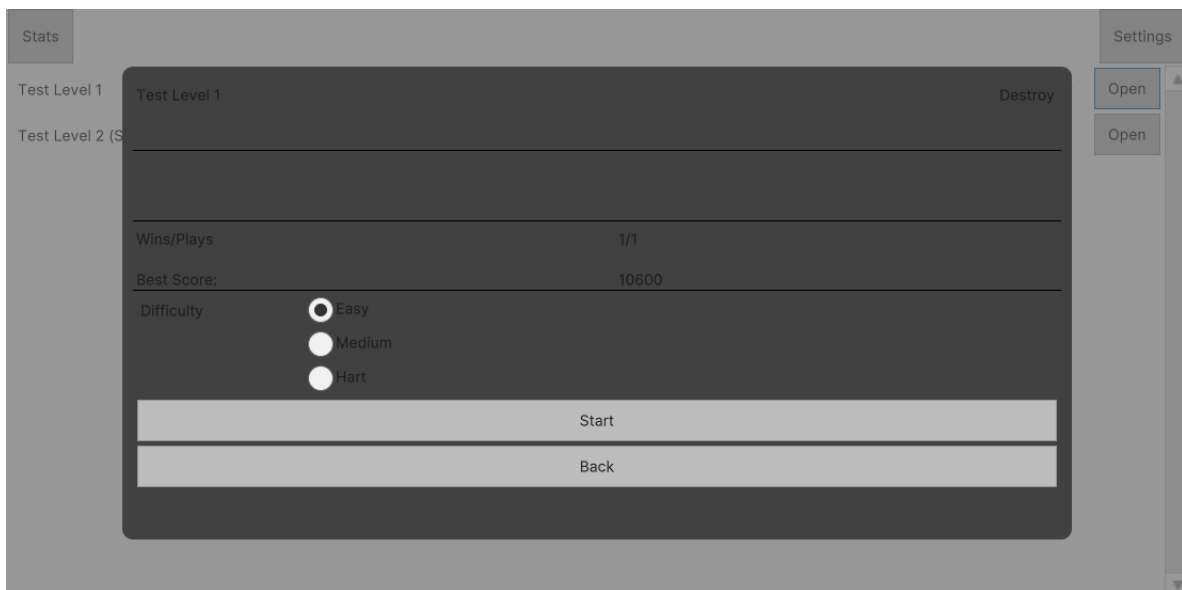 Stats Settings
Test Level 1 Open
Test Level 2 (S Open
Test Level 1 Destroy
Wins/Plays 1/1
Best Score: 10600
Difficulty Easy
Medium
Hart
Start
Back